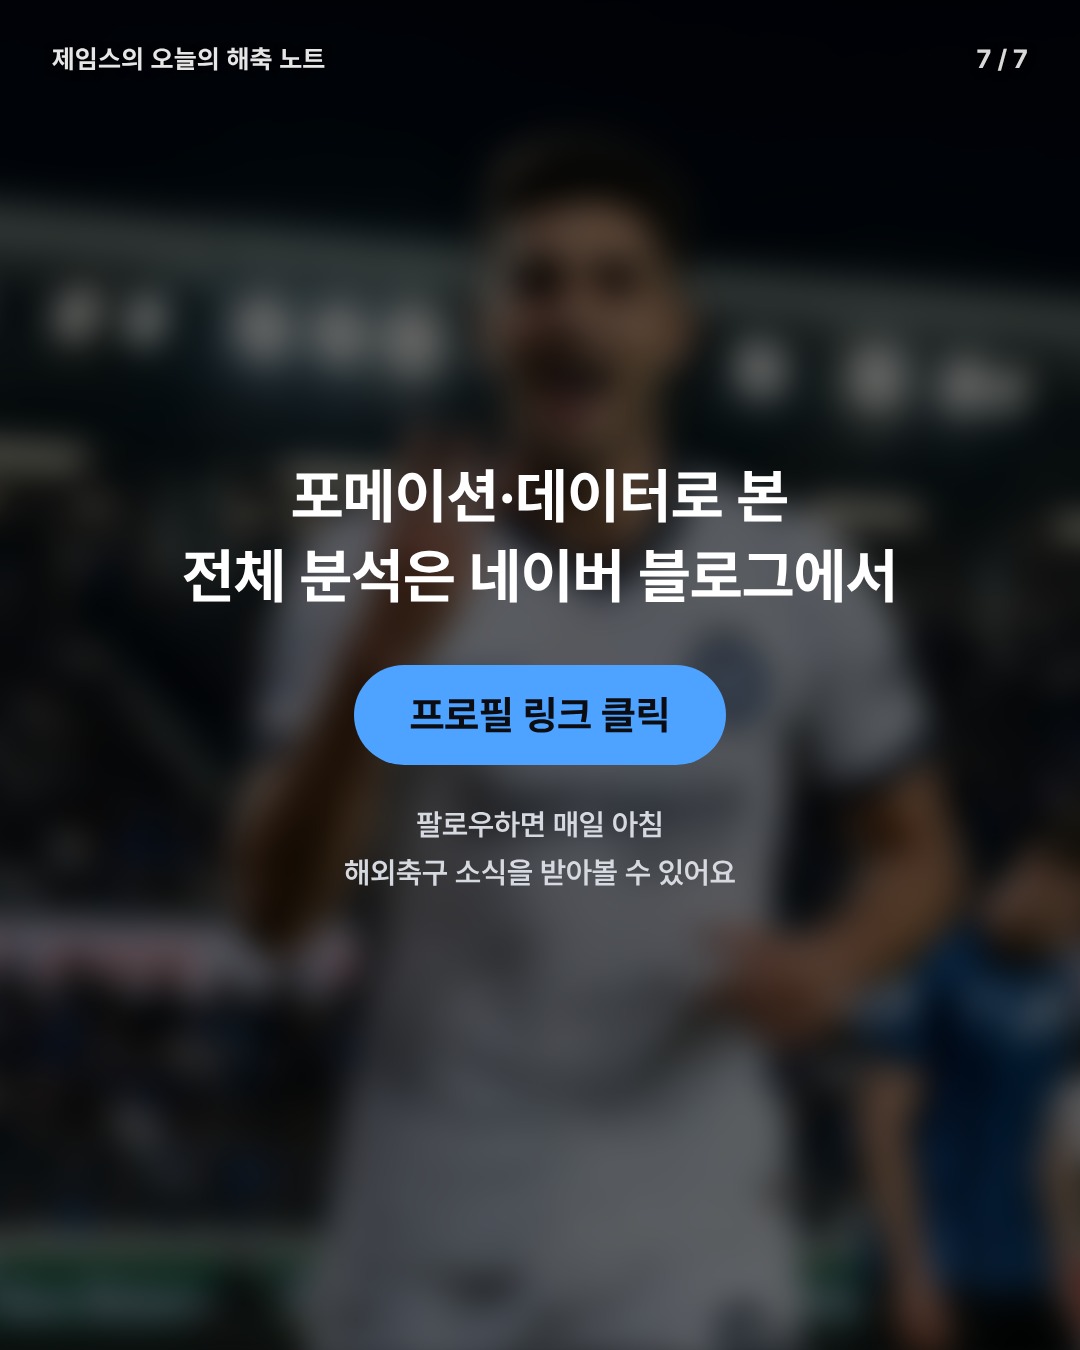 제임스의 오늘의 해축 노트
7 / 7
포메이션·데이터로 본
전체 분석은 네이버 블로그에서
프로필 링크 클릭
팔로우하면 매일 아침
해외축구 소식을 받아볼 수 있어요